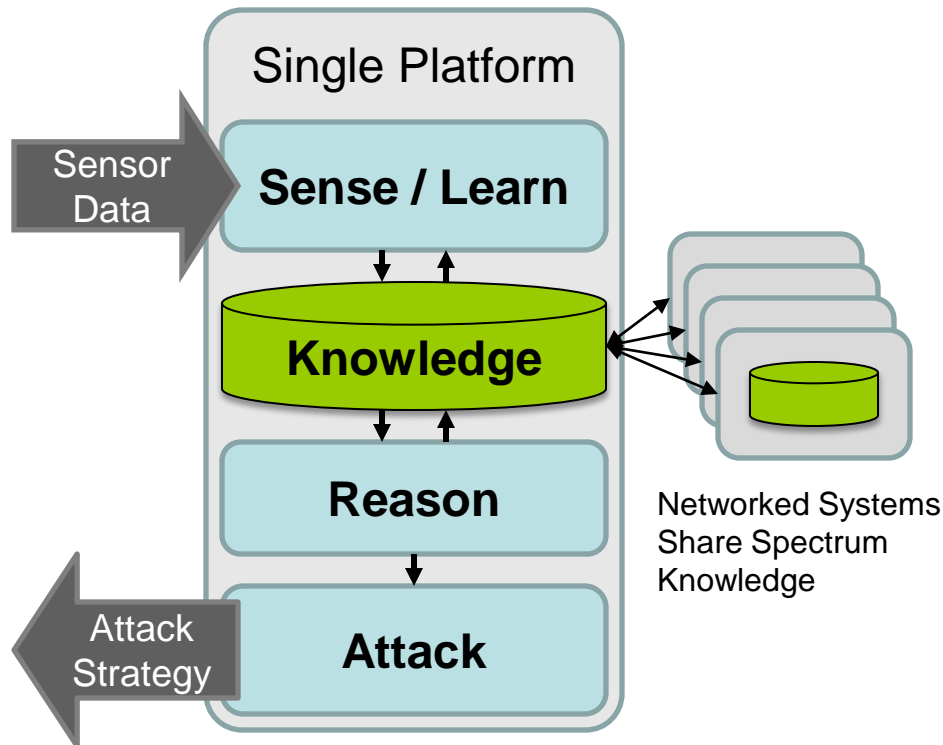 Single Platform
Sensor
Data
Sense / Learn
Knowledge
Reason
Networked Systems
Share Spectrum
Knowledge
Attack
Strategy
Attack